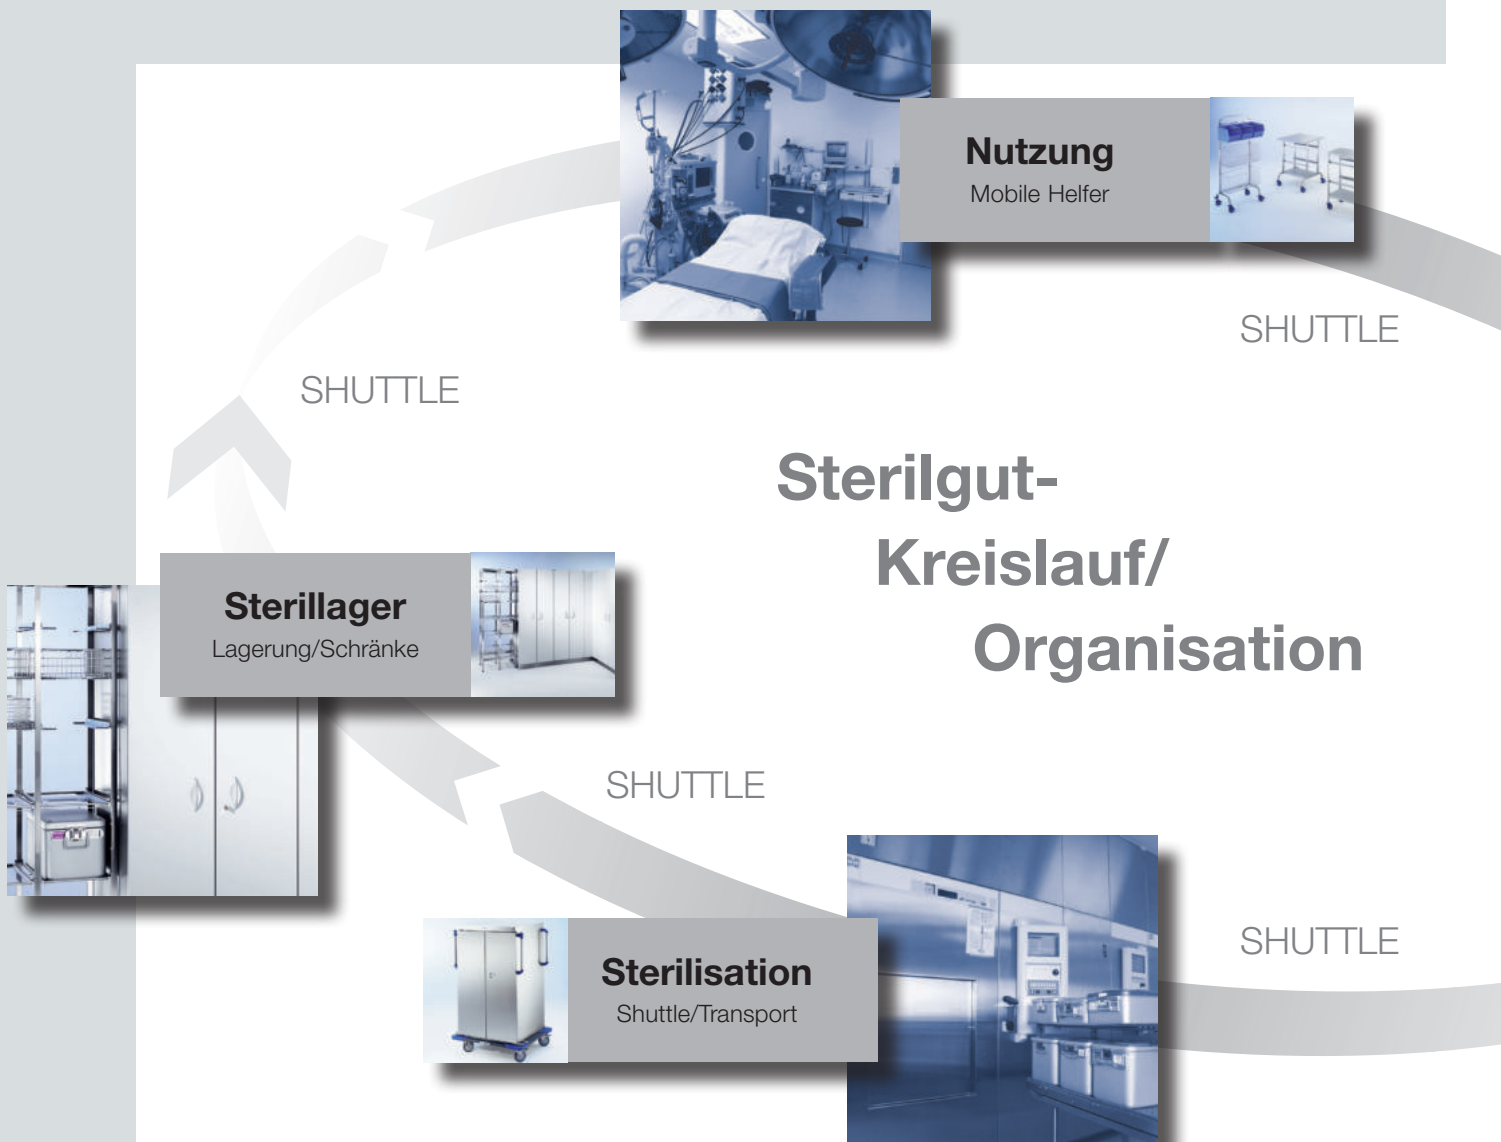 Nutzung
Mobile Helfer
SHUTTLE
SHUTTLE
Sterilgut-
Kreislauf/
Organisation
Sterillager
Lagerung/Schränke
SHUTTLE
SHUTTLE
Sterilisation
Shuttle/Transport